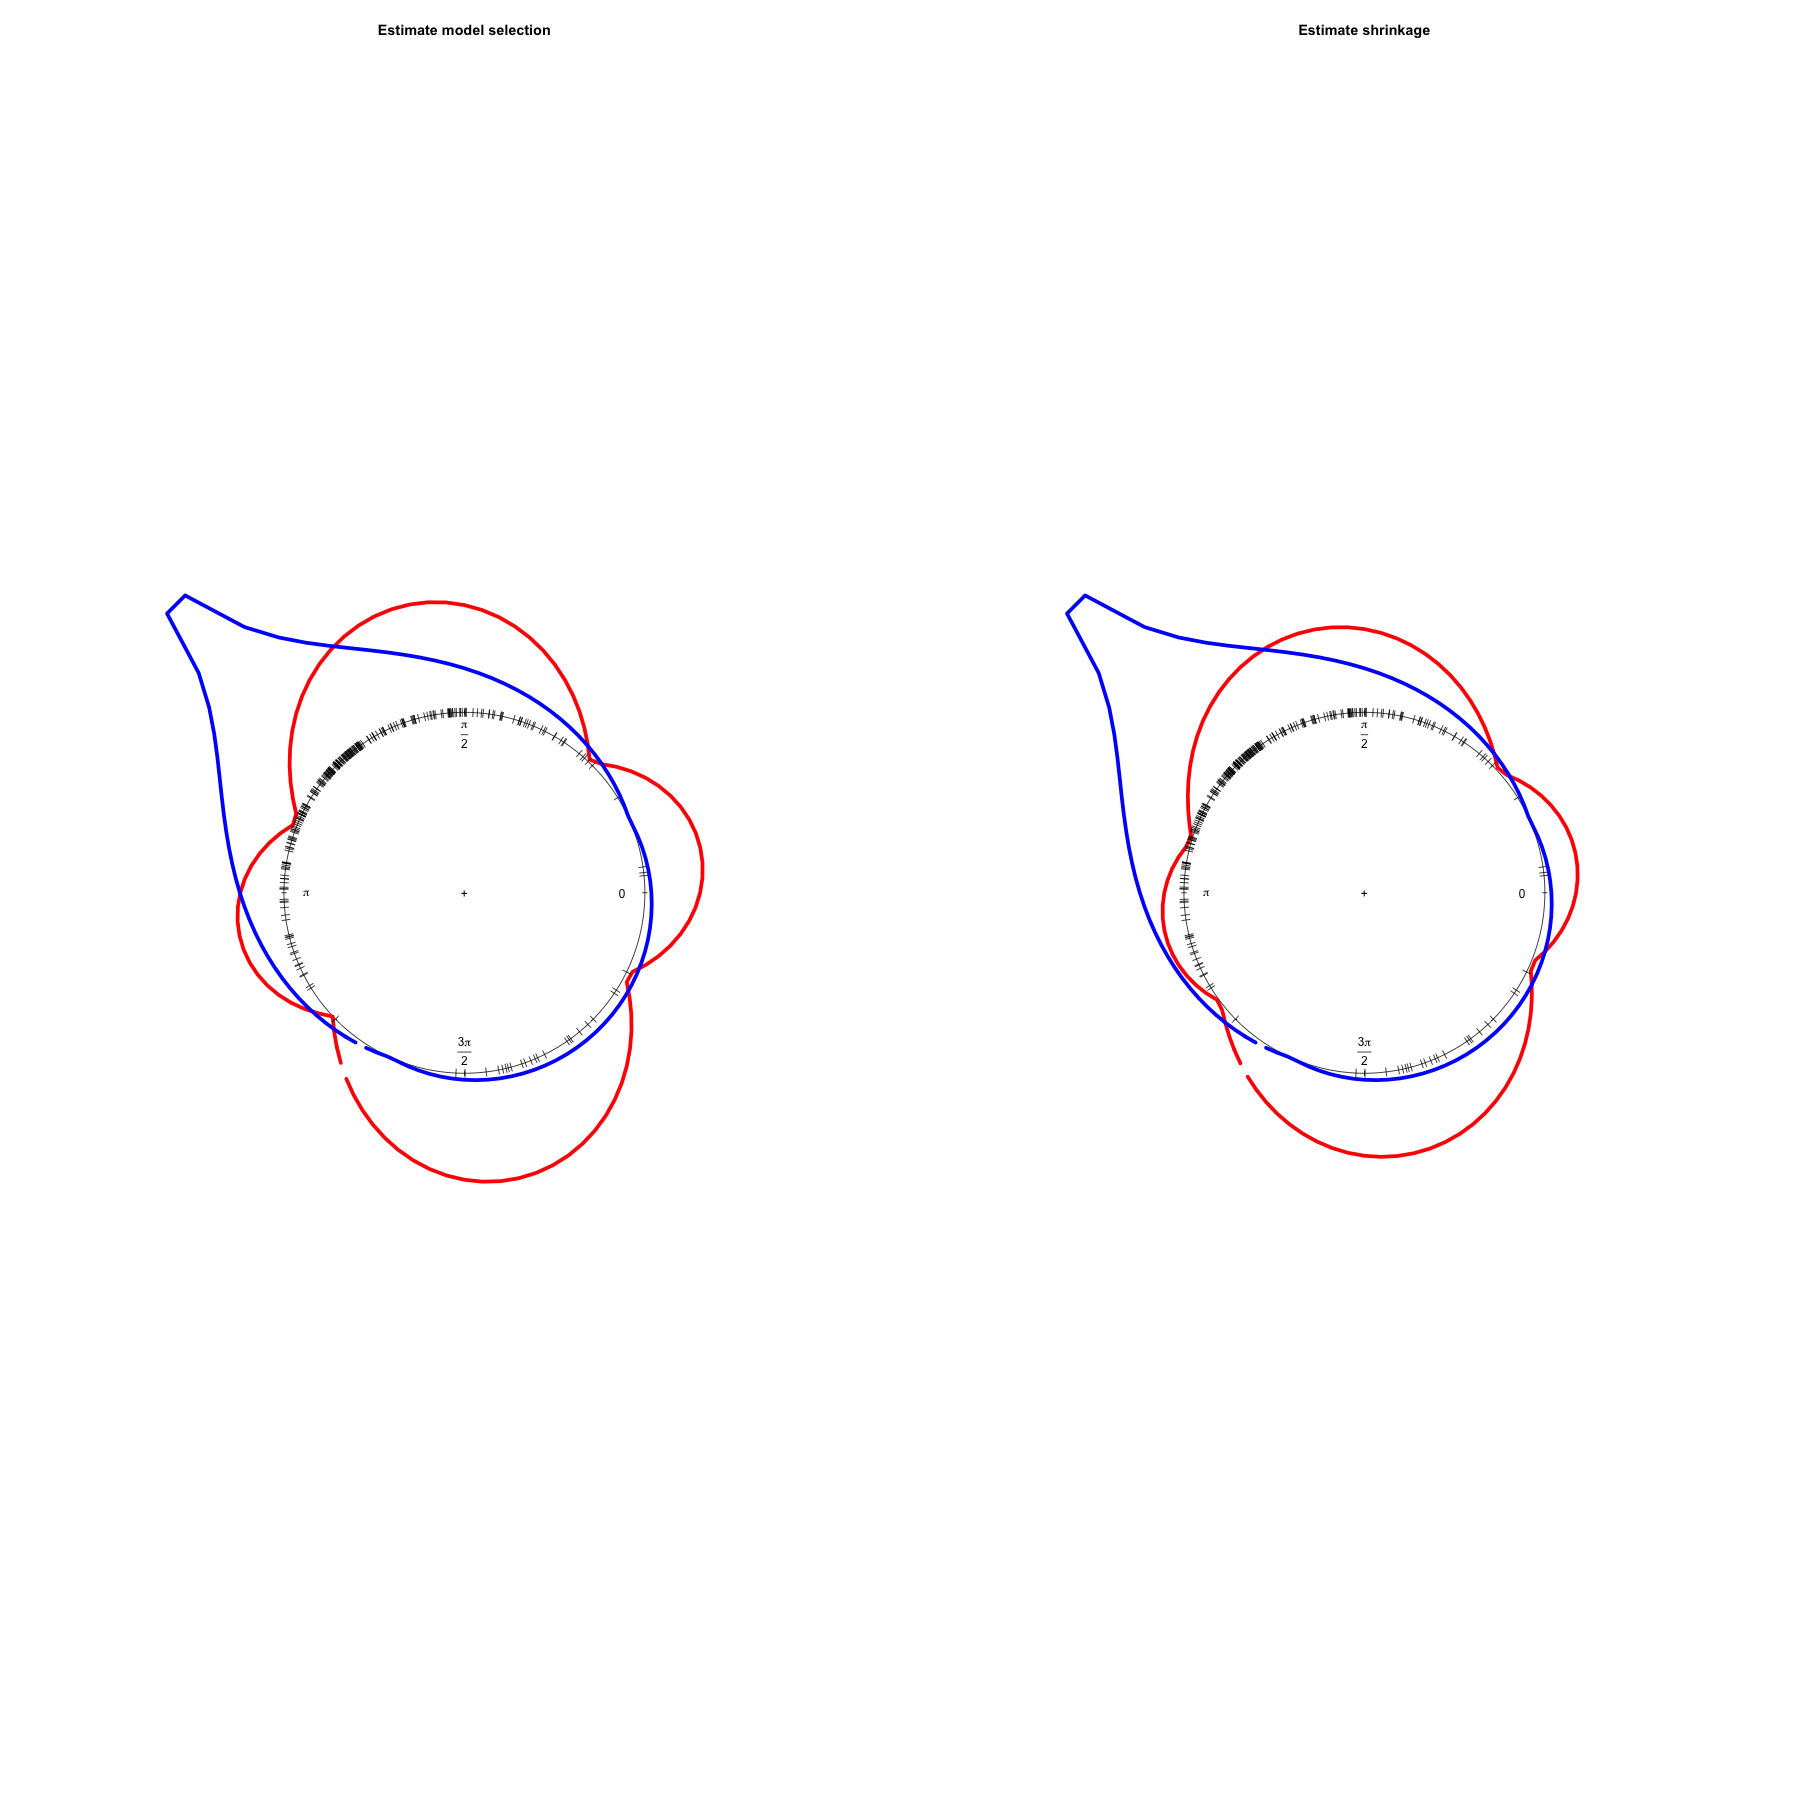 Estimate model selection
Estimate shrinkage
π
2
π
+
0
3π
2
π
2
π
+
0
3π
2